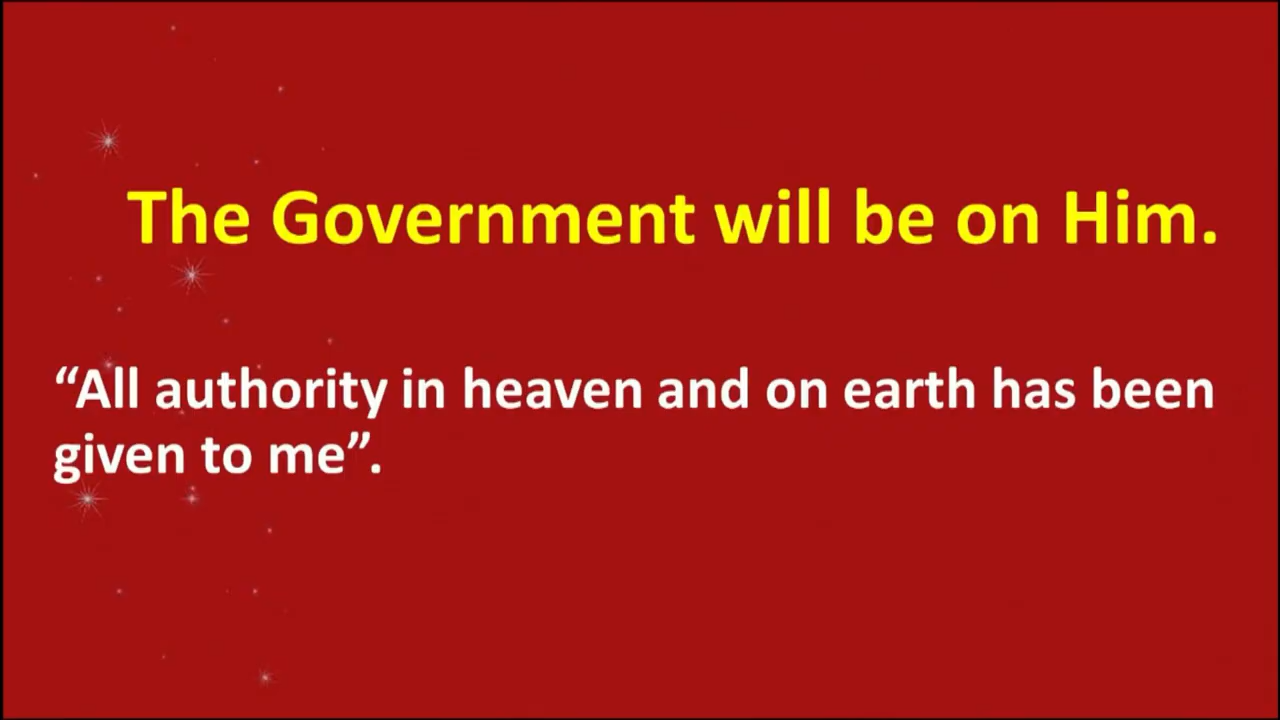 The Government will be on Him.
“All authority in heaven and on earth has been
given to me”.